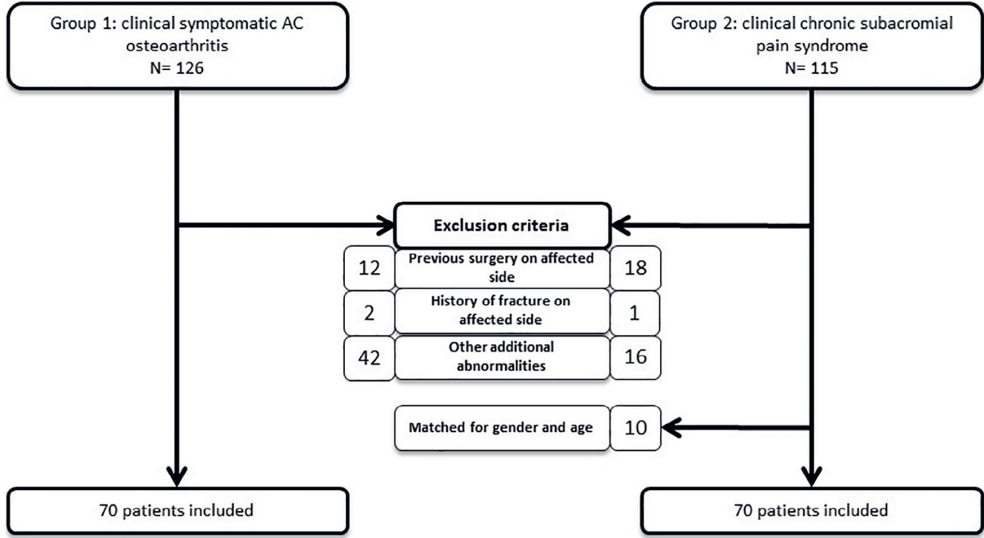 Group 1: clinical symptomatic AC
osteoarthritis
N= 126
Group 2: clinical chronic subacromial
pain syndrome
N= 115
Exclusion criteria
12
Previous surgery on affected
side
18
2
History of fracture on
affected side
1
42
Other additional
abnormalities
16
Matched for gender and age
10
70 patients included
70 patients included